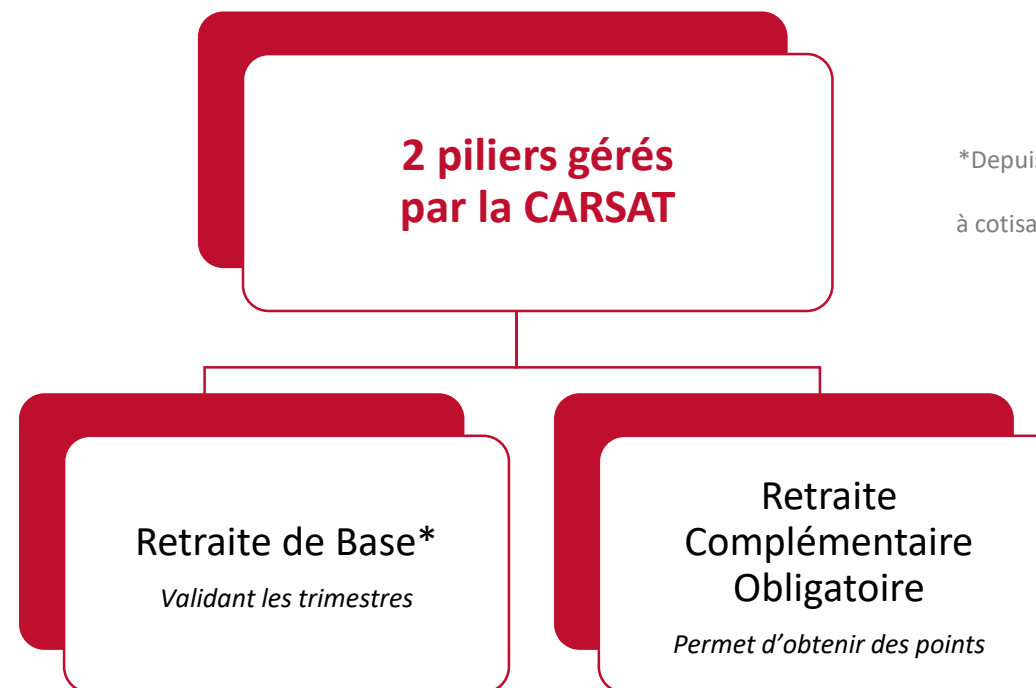 2 piliers gérés
par la CARSAT
*Depuis
à cotisa
Retraite de Base*
Validant les trimestres
Retraite
Complémentaire
Obligatoire
Permet d'obtenir des points